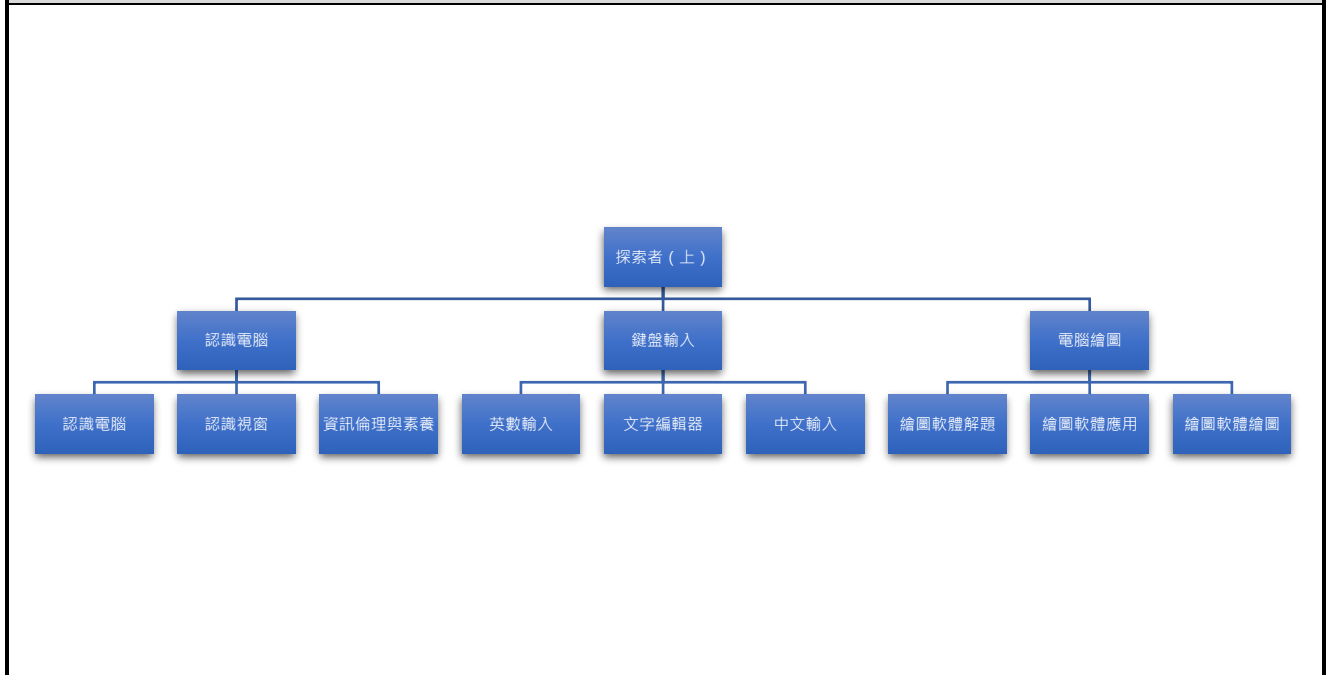 探索者（上）
認識電腦
鍵盤輸入
電腦繪圖
認識電腦
認識視窗
資訊倫理與素養
英數輸入
文字編輯器
中文輸入
繪圖軟體解題
繪圖軟體應用
繪圖軟體繪圖